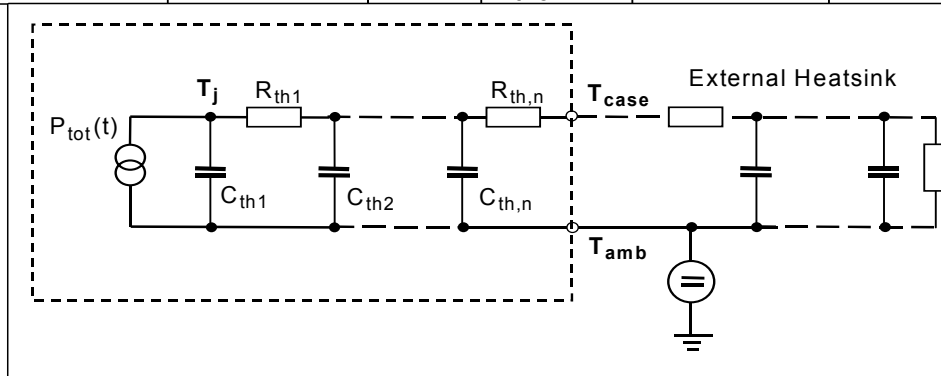 External Heatsink
T_j
R_th1
R_th,n
T_case
P_tot(t)
C_th1
C_th2
C_th,n
T_amb